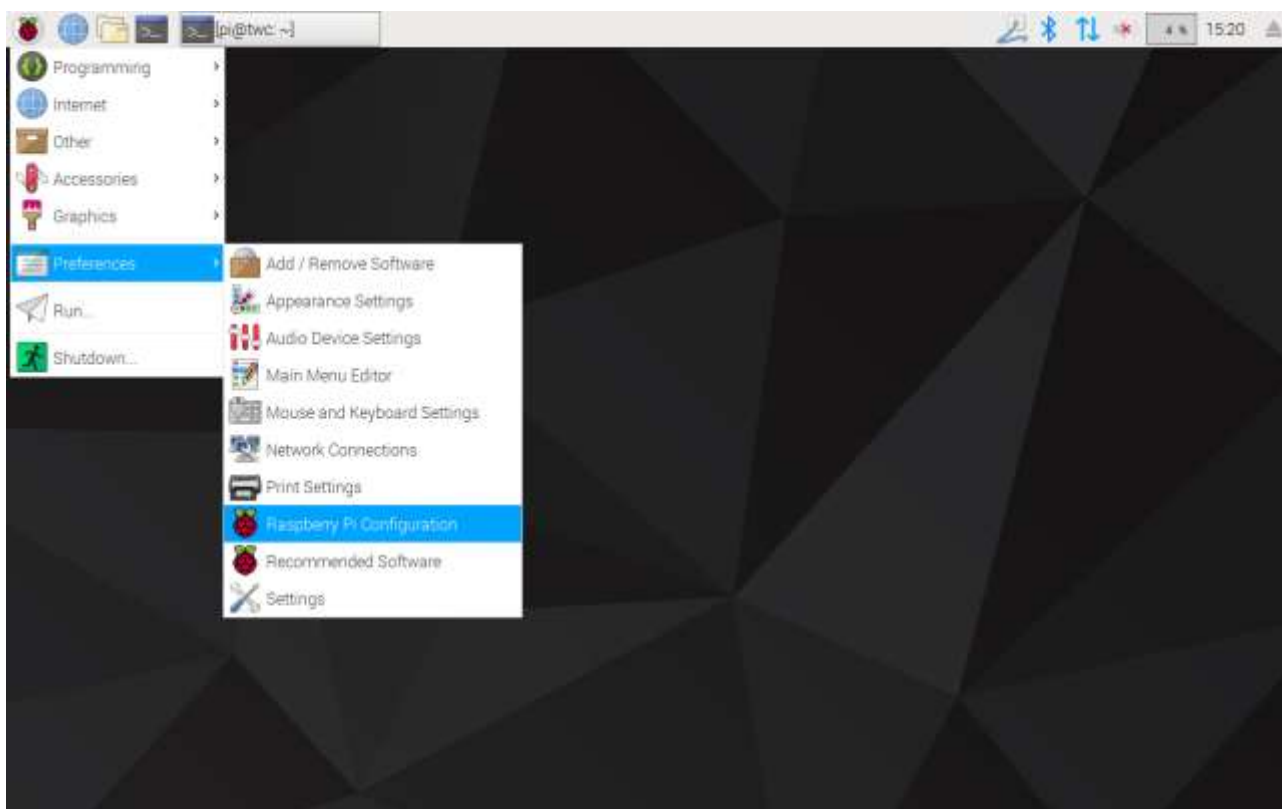 [pi@twc: ~]
4 %
15:20
Programming
Internet
Other
Accessories
Graphics
Preferences
Run...
Shutdown...
Add / Remove Software
Appearance Settings
Audio Device Settings
Main Menu Editor
Mouse and Keyboard Settings
Network Connections
Print Settings
Raspberry Pi Configuration
Recommended Software
Settings